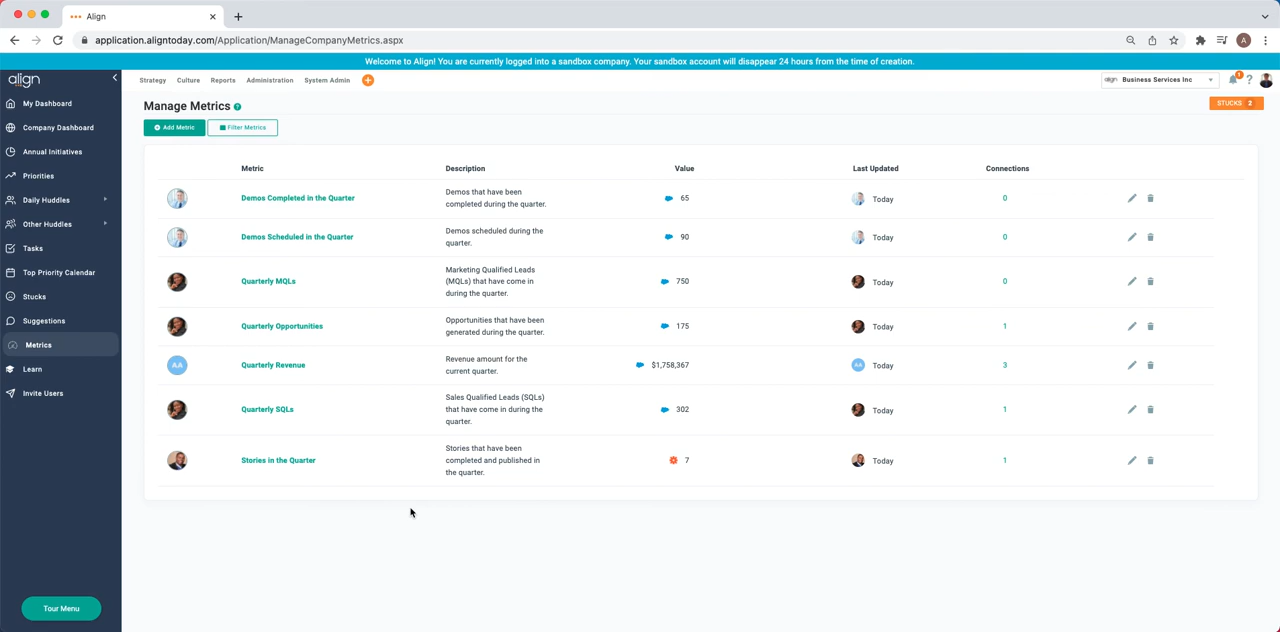 Align
application.aligntoday.com/Application/ManageCompanyMetrics.aspx
A
Welcome to Align! You are currently logged into a sandbox company. Your sandbox account will disappear 24 hours from the time of creation.
align
Strategy Culture Reports Administration System Admin
align Business Services Inc
1
?
My Dashboard
Company Dashboard
Annual Initiatives
Priorities
Daily Huddles
Other Huddles
Tasks
Top Priority Calendar
Stucks
Suggestions
Metrics
Learn
Invite Users
Tour Menu
Manage Metrics ?
STUCKS 2
Add Metric
Filter Metrics
Metric Description Value Last Updated Connections
Demos Completed in the Quarter
Demos that have been
completed during the quarter.
65
Today
0
Demos Scheduled in the Quarter
Demos scheduled during the
quarter.
90
Today
0
Quarterly MQLs
Marketing Qualified Leads
(MQLs) that have come in
during the quarter.
750
Today
0
Quarterly Opportunities
Opportunities that have been
generated during the quarter.
175
Today
1
AA
Quarterly Revenue
Revenue amount for the
current quarter.
$1,758,367
AA
Today
3
Quarterly SQLs
Sales Qualified Leads (SQLs)
that have come in during the
quarter.
302
Today
1
Stories in the Quarter
Stories that have been
completed and published in
the quarter.
7
Today
1